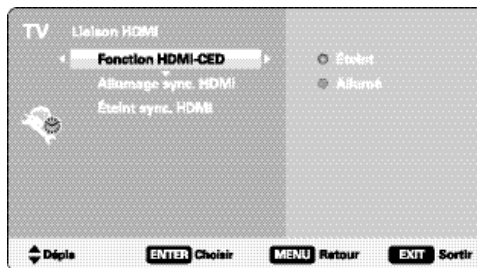 TV Liaison HDMI
Fonction HDMI-CED
Éteint
Allumage sync. HDMI
Allumé
Éteint sync. HDMI
Dépla ENTER Choisir MENU Retour EXIT Sortir